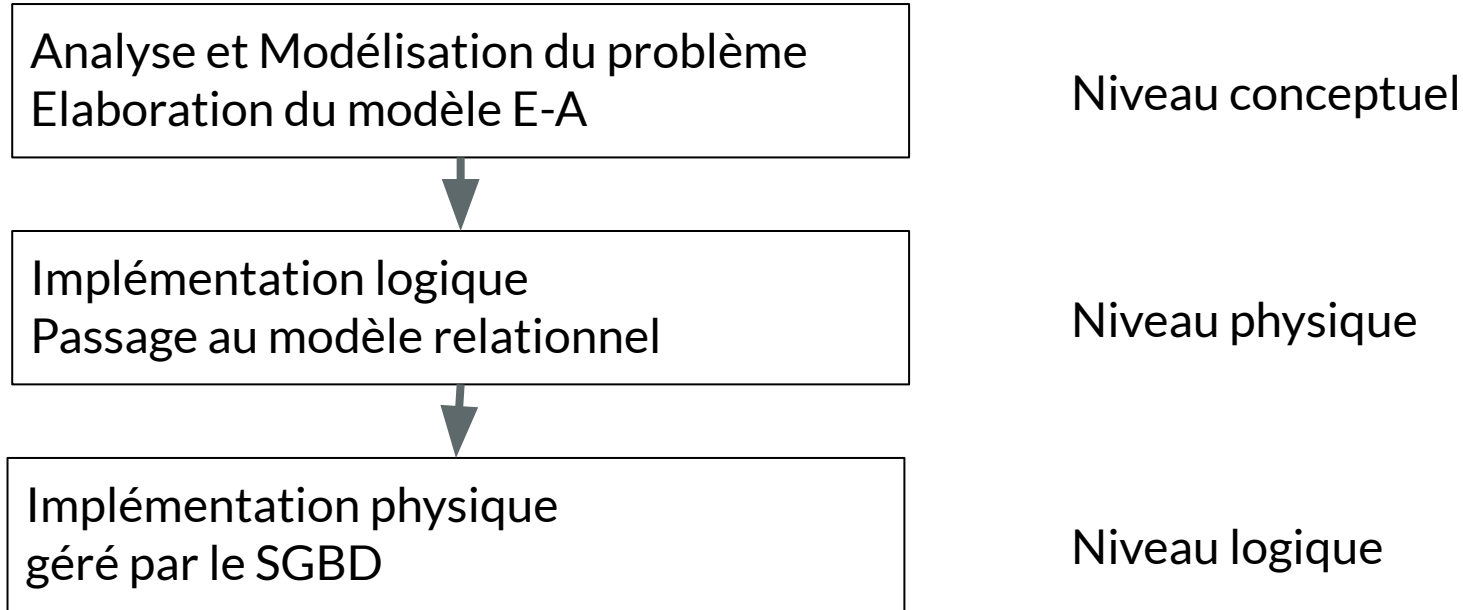 Analyse et Modélisation du problème
Elaboration du modèle E-A
Niveau conceptuel
Implémentation logique
Passage au modèle relationnel
Niveau physique
Implémentation physique
géré par le SGBD
Niveau logique